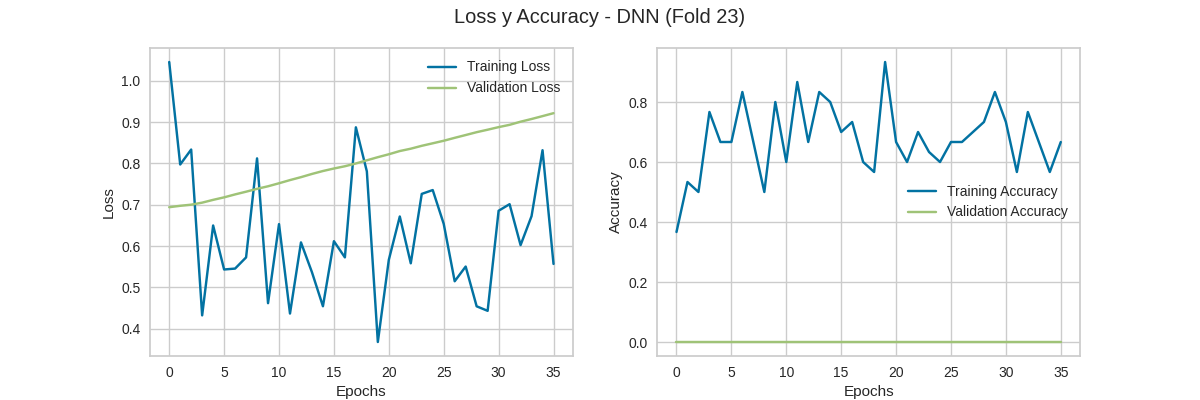 Loss y Accuracy - DNN (Fold 23)
Training Loss
Validation Loss
Loss
1.0
0.9
0.8
0.7
0.6
0.5
0.4
0 5 10 15 20 25 30 35
Epochs
Training Accuracy
Validation Accuracy
Accuracy
0.8
0.6
0.4
0.2
0.0
0 5 10 15 20 25 30 35
Epochs